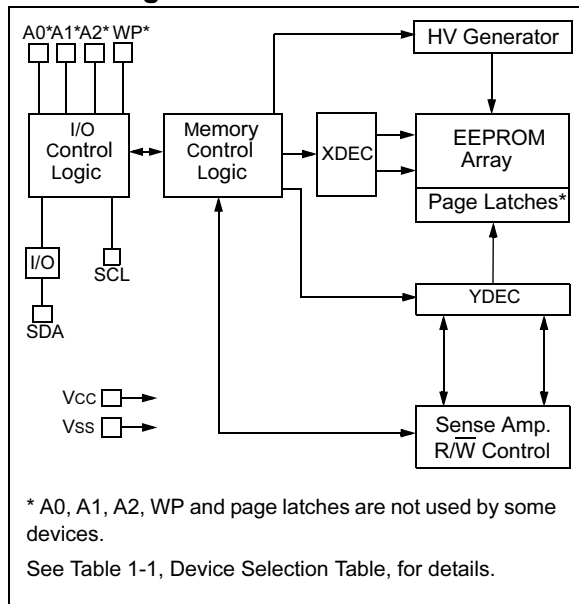 A0* A1* A2* WP*
HV Generator
I/O
Control
Logic
Memory
Control
Logic
XDEC
EEPROM
Array
Page Latches*
I/O
SCL
SDA
YDEC
Vcc
Vss
Sense Amp.
R/W̅ Control
* A0, A1, A2, WP and page latches are not used by some
devices.
See Table 1-1, Device Selection Table, for details.